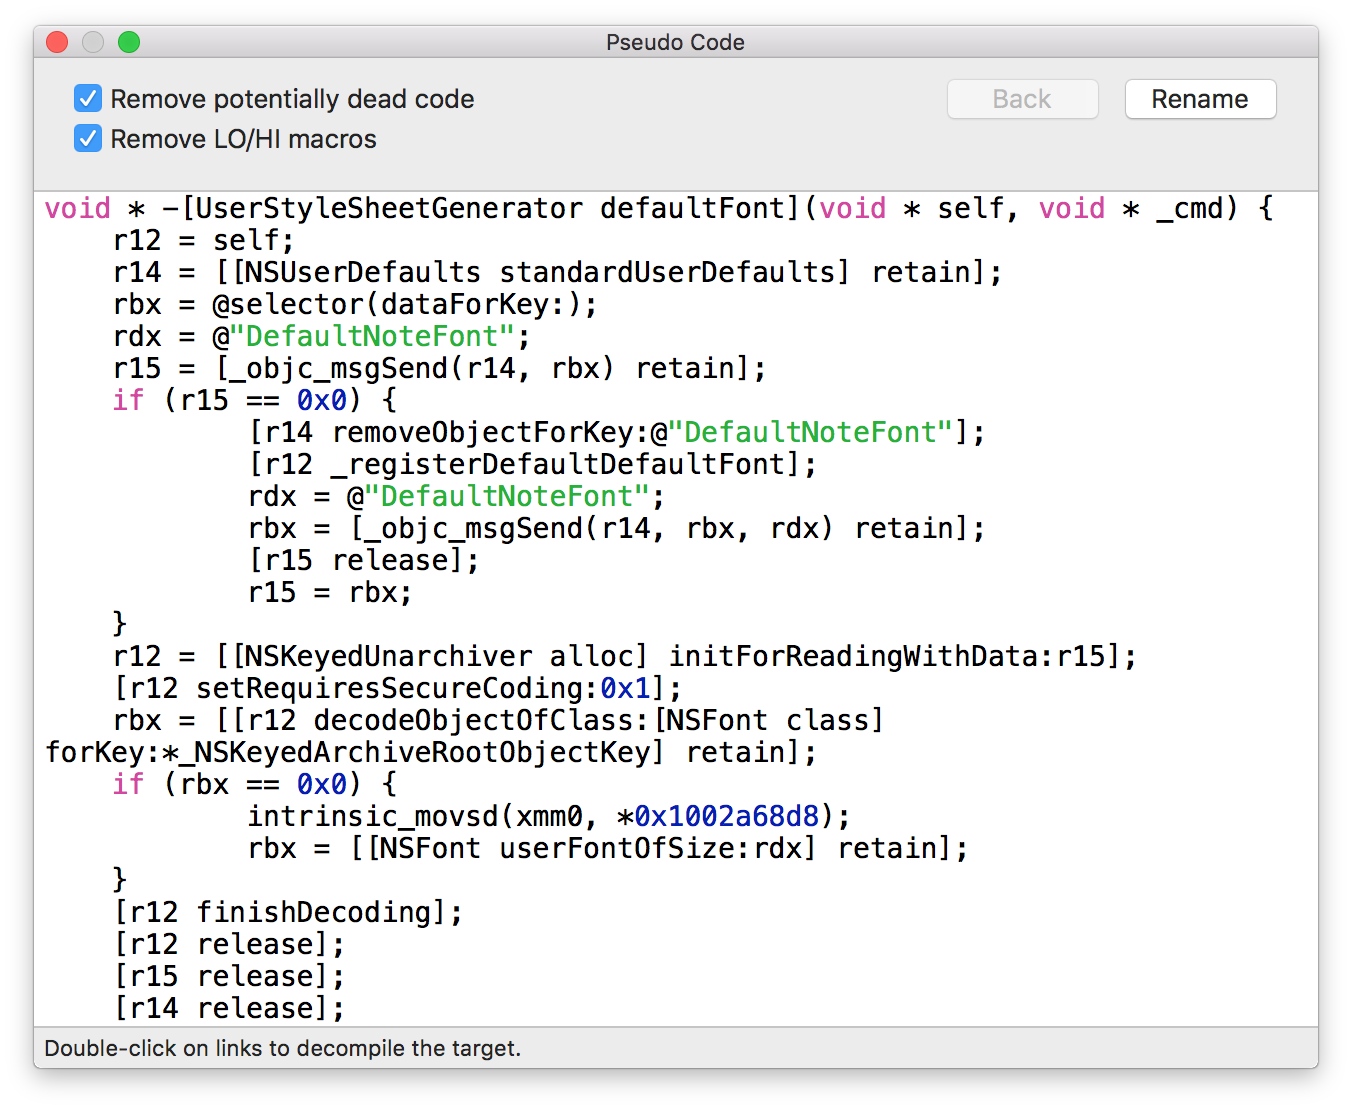 Pseudo Code
Remove potentially dead code
Back
Rename
Remove LO/HI macros
void * -[UserStyleSheetGenerator defaultFont](void * self, void * _cmd) {
    r12 = self;
    r14 = [[NSUserDefaults standardUserDefaults] retain];
    rbx = @selector(dataForKey:);
    rdx = @"DefaultNoteFont";
    r15 = [_objc_msgSend(r14, rbx) retain];
    if (r15 == 0x0) {
            [r14 removeObjectForKey:@"DefaultNoteFont"];
            [r12 _registerDefaultDefaultFont];
            rdx = @"DefaultNoteFont";
            rbx = [_objc_msgSend(r14, rbx, rdx) retain];
            [r15 release];
            r15 = rbx;
    }
    r12 = [[NSKeyedUnarchiver alloc] initForReadingWithData:r15];
    [r12 setRequiresSecureCoding:0x1];
    rbx = [[r12 decodeObjectOfClass:[NSFont class]
forKey:*_NSKeyedArchiveRootObjectKey] retain];
    if (rbx == 0x0) {
            intrinsic_movsd(xmm0, *0x1002a68d8);
            rbx = [[NSFont userFontOfSize:rdx] retain];
    }
    [r12 finishDecoding];
    [r12 release];
    [r15 release];
    [r14 release];
Double-click on links to decompile the target.